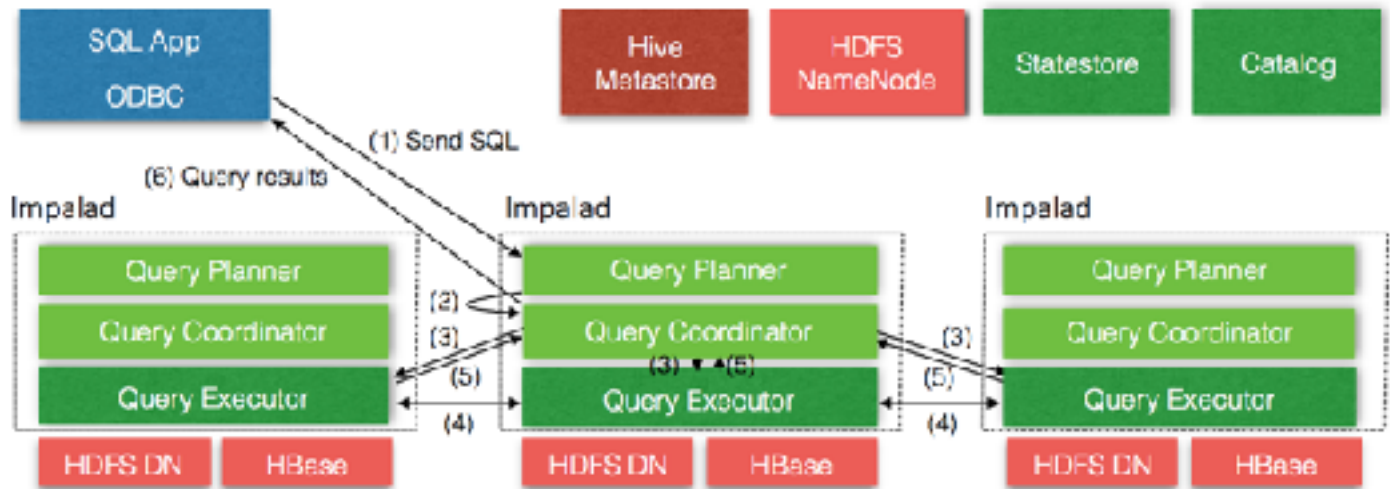 SQL App
ODBC
Hive
Metastore
HDFS
NameNode
Statestore
Catalog
(1) Send SQL
(6) Query results
Impalad
Impalad
Impalad
Query Planner
Query Planner
Query Planner
(2)
Query Coordinator
Query Coordinator
Query Coordinator
(3)
(3)
(3)
(5)
(5)
(5)
Query Executor
Query Executor
Query Executor
(4)
(4)
HDFS DN
HBase
HDFS DN
HBase
HDFS DN
HBase